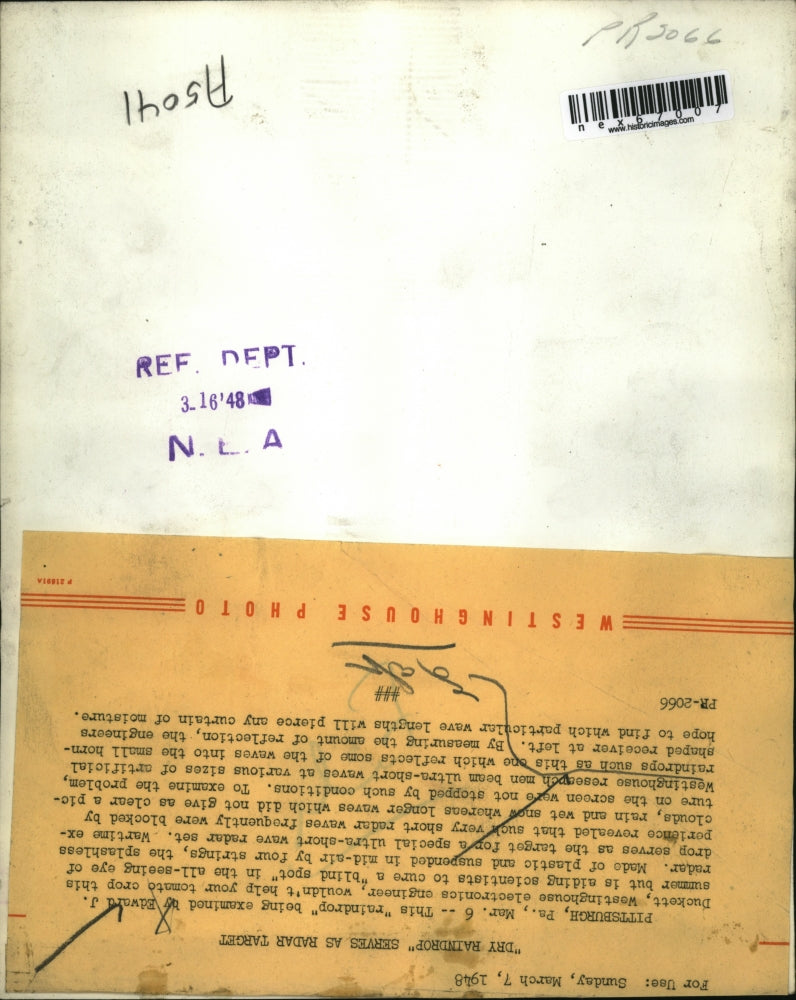 PR2066
A5041
nex67007
www.historicimages.com
REF. DEPT.
3-16'48
N. E. A
For Use: Sunday, March 7, 1948
"DRY RAINDROP" SERVES AS RADAR TARGET
PITTSBURGH, Pa., Mar. 6 -- This "raindrop" being examined by Edward J.
Duckett, Westinghouse electronics engineer, wouldn't help your tomato crop this
summer but is aiding scientists to cure a "blind spot" in the all-seeing eye of
radar. Made of plastic and suspended in mid-air by four strings, the splashless
drop serves as the target for a special ultra-short wave radar set. Wartime ex-
perience revealed that such very short radar waves frequently were blocked by
clouds, rain and wet snow whereas longer waves which did not give as clear a pic-
ture on the screen were not stopped by such conditions. To examine the problem,
Westinghouse research men beam ultra-short waves at various sizes of artificial
raindrops such as this one which reflects some of the waves into the small horn-
shaped receiver at left. By measuring the amount of reflection, the engineers
hope to find which particular wave lengths will pierce any curtain of moisture.
###
PR-2066
WESTINGHOUSE PHOTO
P 21891A